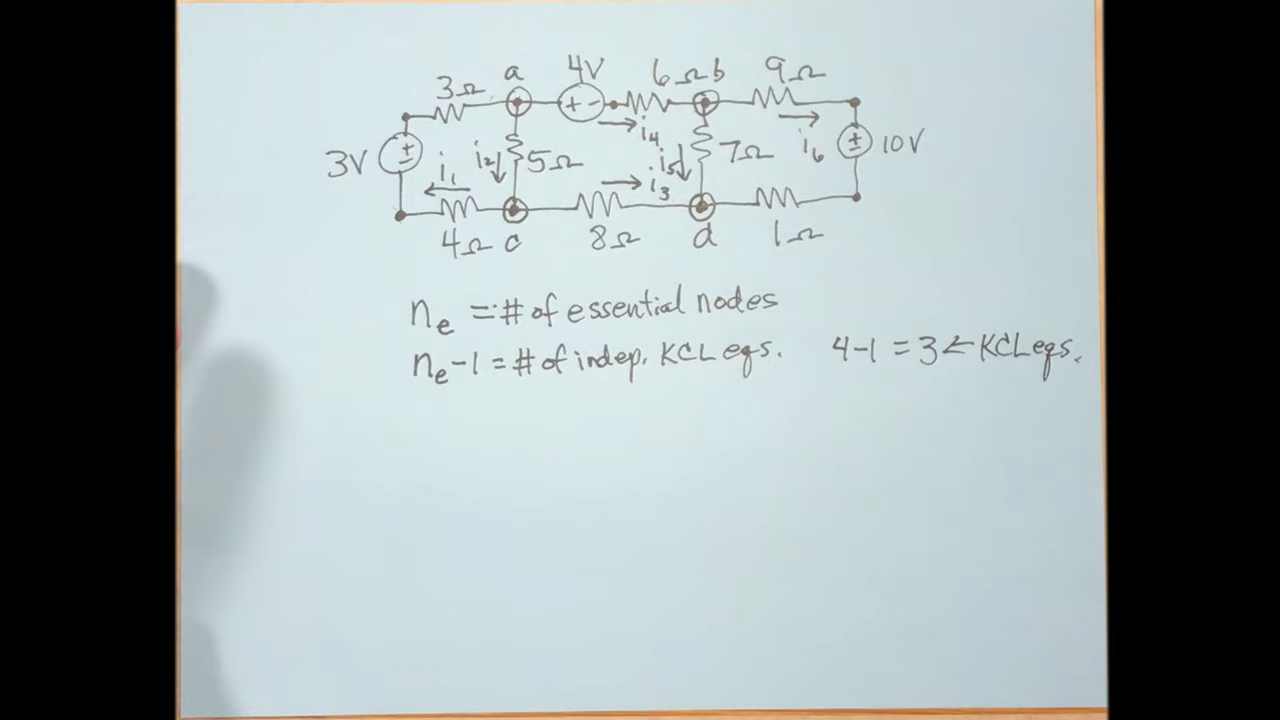 3Ω a 4V 6Ω b 9Ω
+ - i4
3V + - i1 i2 5Ω i5 i3 7Ω i6 + - 10V
4Ω c 8Ω d 1Ω
ne = # of essential nodes
ne-1 = # of indep. KCL eqs. 4-1 = 3 ← KCL eqs.